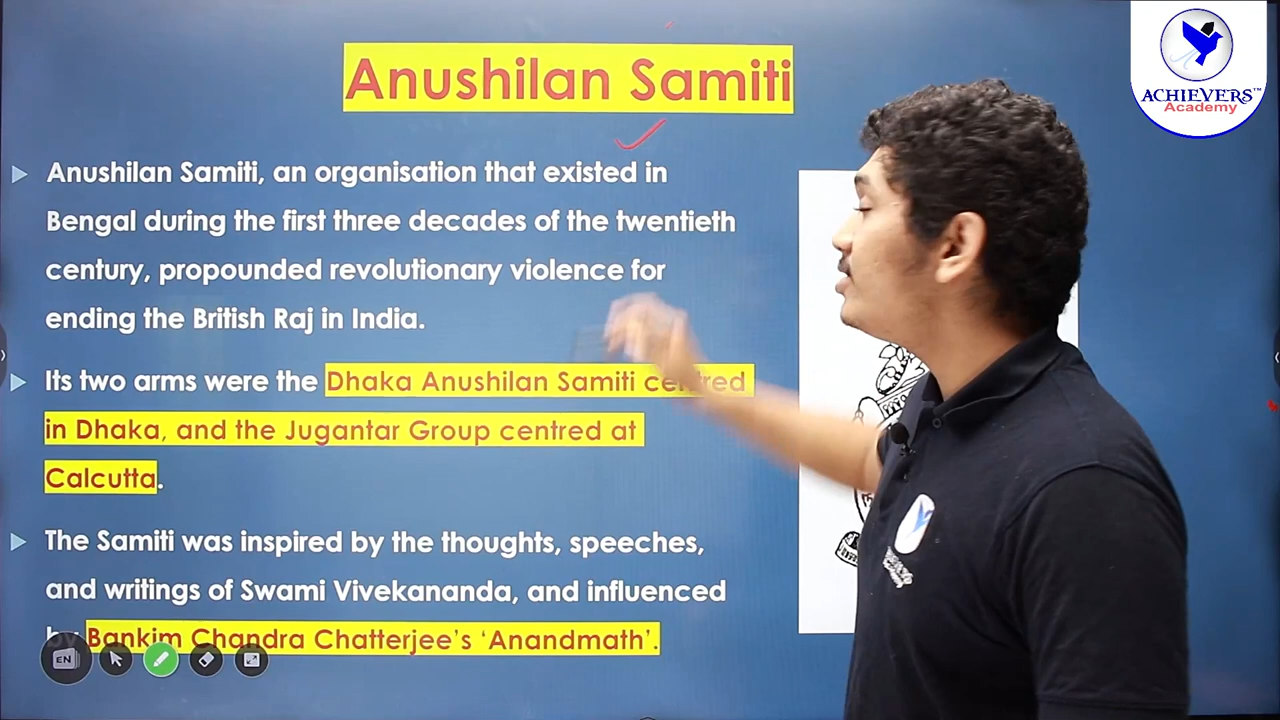 Anushilan Samiti
ACHIEVERS™
Academy
Anushilan Samiti, an organisation that existed in
Bengal during the first three decades of the twentieth
century, propounded revolutionary violence for
ending the British Raj in India.
Its two arms were the Dhaka Anushilan Samiti centred
in Dhaka, and the Jugantar Group centred at
Calcutta.
The Samiti was inspired by the thoughts, speeches,
and writings of Swami Vivekananda, and influenced
by Bankim Chandra Chatterjee's 'Anandmath'.
EN